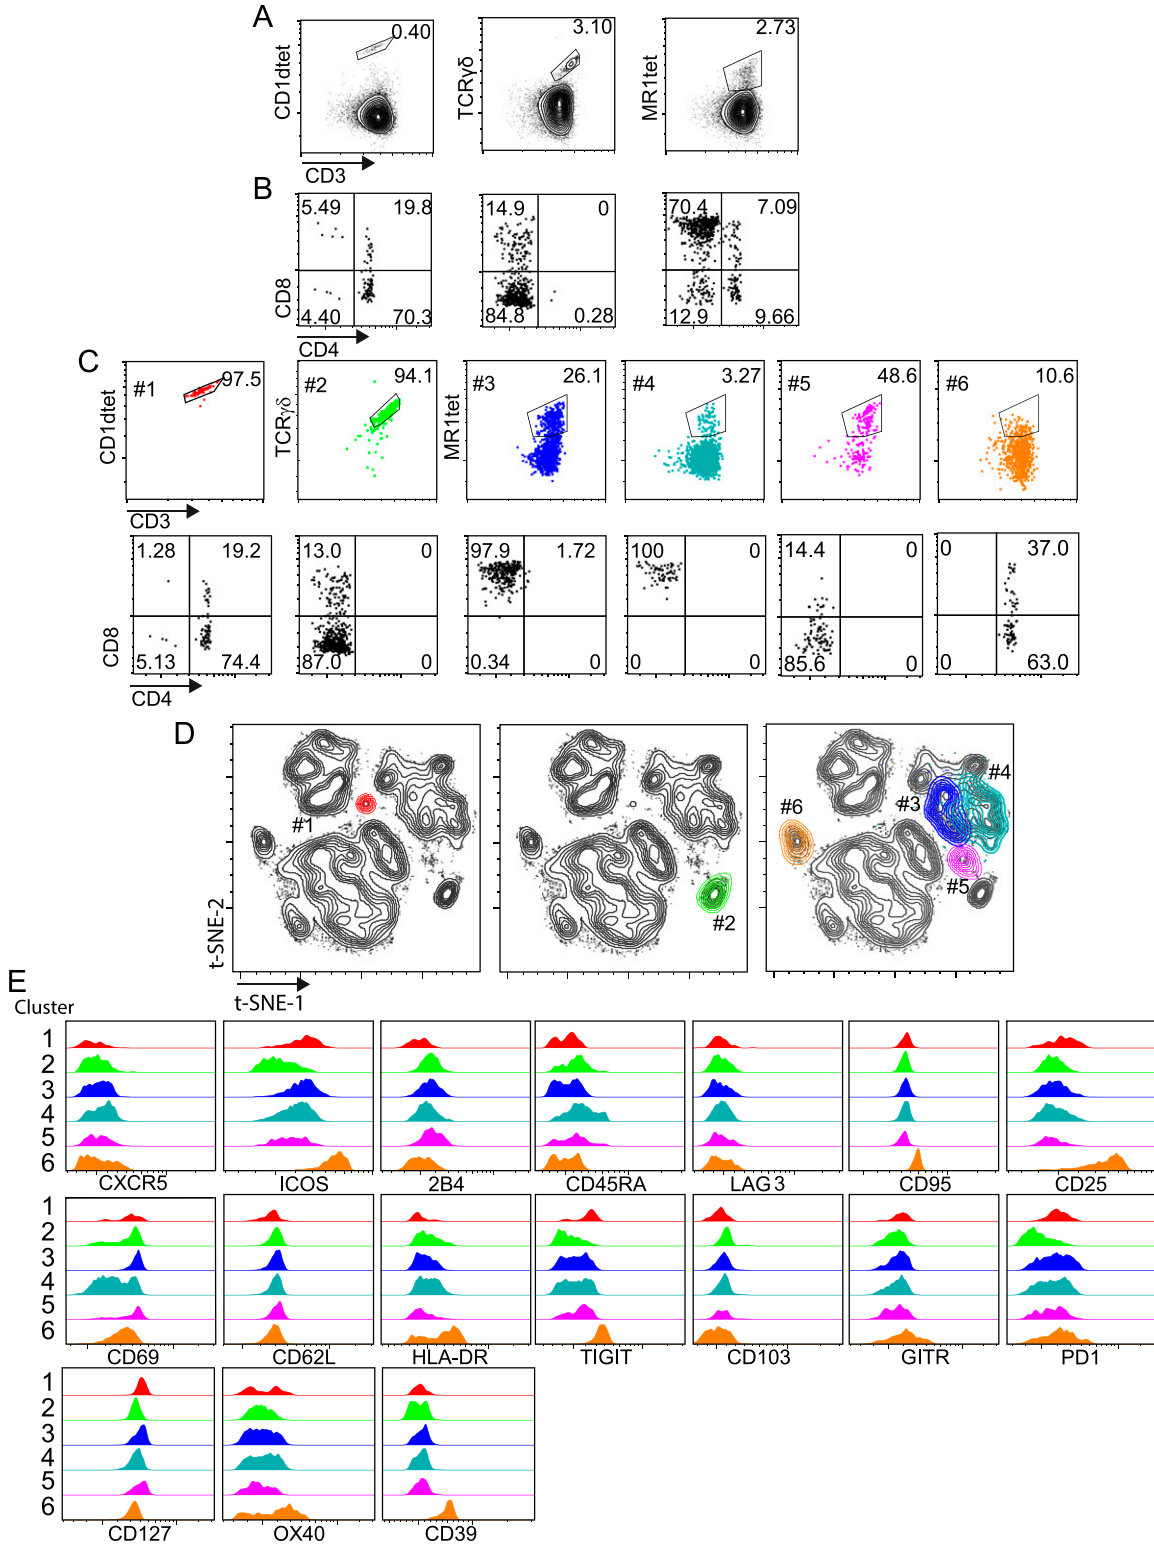 A
CD1dtet
0.40
TCRγδ
3.10
MR1tet
2.73
CD3
B
5.49 19.8
4.40 70.3
14.9 0
84.8 0.28
70.4 7.09
12.9 9.66
CD8
CD4
C
CD1dtet
#1 97.5
TCRγδ
#2 94.1
MR1tet
#3 26.1
#4 3.27
#5 48.6
#6 10.6
CD3
1.28 19.2
5.13 74.4
13.0 0
87.0 0
97.9 1.72
0.34 0
100 0
0 0
14.4 0
85.6 0
0 37.0
0 63.0
CD8
CD4
D
#1
#2
#3
#4
#5
#6
t-SNE-2
t-SNE-1
E
Cluster
1
2
3
4
5
6
CXCR5 ICOS 2B4 CD45RA LAG3 CD95 CD25
1
2
3
4
5
6
CD69 CD62L HLA-DR TIGIT CD103 GITR PD1
1
2
3
4
5
6
CD127 OX40 CD39